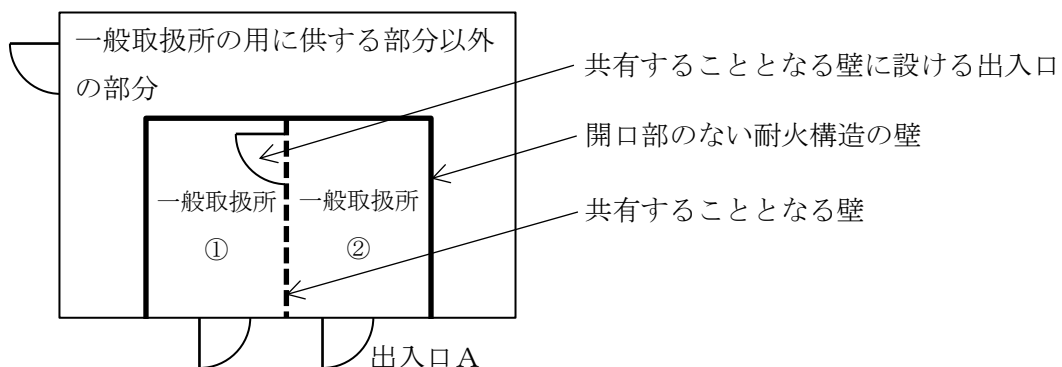 一般取扱所の用に供する部分以外
の部分
共有することとなる壁に設ける出入口
開口部のない耐火構造の壁
一般取扱所
①
一般取扱所
②
共有することとなる壁
出入口A